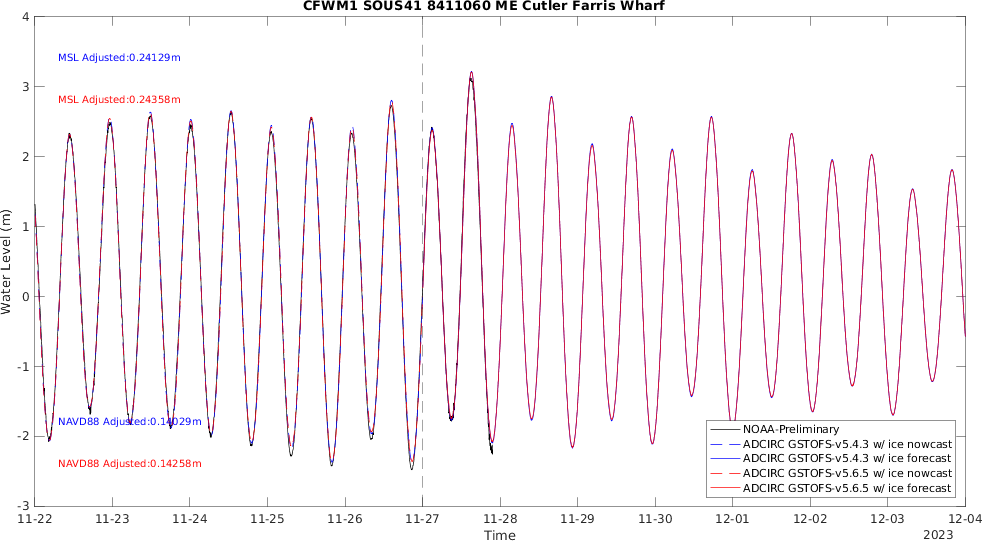 CFWM1 SOUS41 8411060 ME Cutler Farris Wharf
4
3
2
1
0
-1
-2
-3
Water Level (m)
MSL Adjusted:0.24129m
MSL Adjusted:0.24358m
NAVD88 Adjusted:0.14029m
NAVD88 Adjusted:0.14258m
NOAA-Preliminary
ADCIRC GSTOFS-v5.4.3 w/ ice nowcast
ADCIRC GSTOFS-v5.4.3 w/ ice forecast
ADCIRC GSTOFS-v5.6.5 w/ ice nowcast
ADCIRC GSTOFS-v5.6.5 w/ ice forecast
11-22 11-23 11-24 11-25 11-26 11-27 11-28 11-29 11-30 12-01 12-02 12-03 12-04
Time
2023